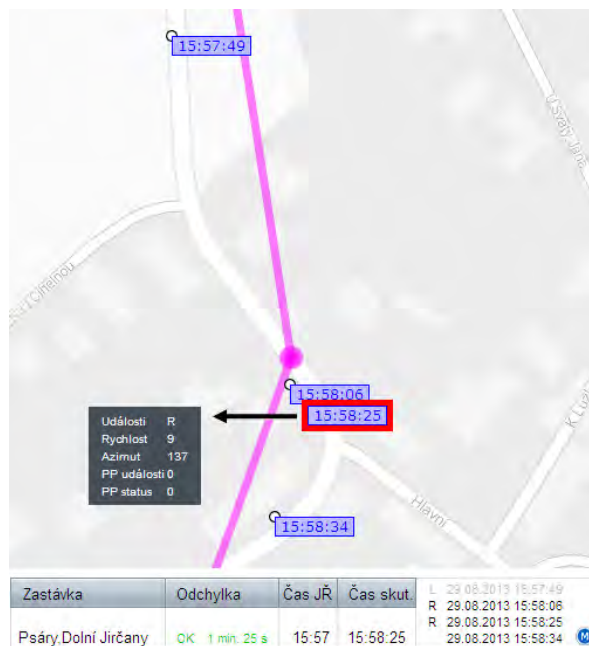 15:57:49
U Svatý Jana
K Lůži
15:58:06
15:58:25
Události R
Rychlost 9
Azimut 137
PP události 0
PP status 0
15:58:34
Hlavní
Zastávka Odchylka Čas JŘ Čas skut.
Psáry,Dolní Jirčany OK 1 min. 25 s 15:57 15:58:25
L 29.08.2013 15:57:49
R 29.08.2013 15:58:06
R 29.08.2013 15:58:25
29.08.2013 15:58:34
M